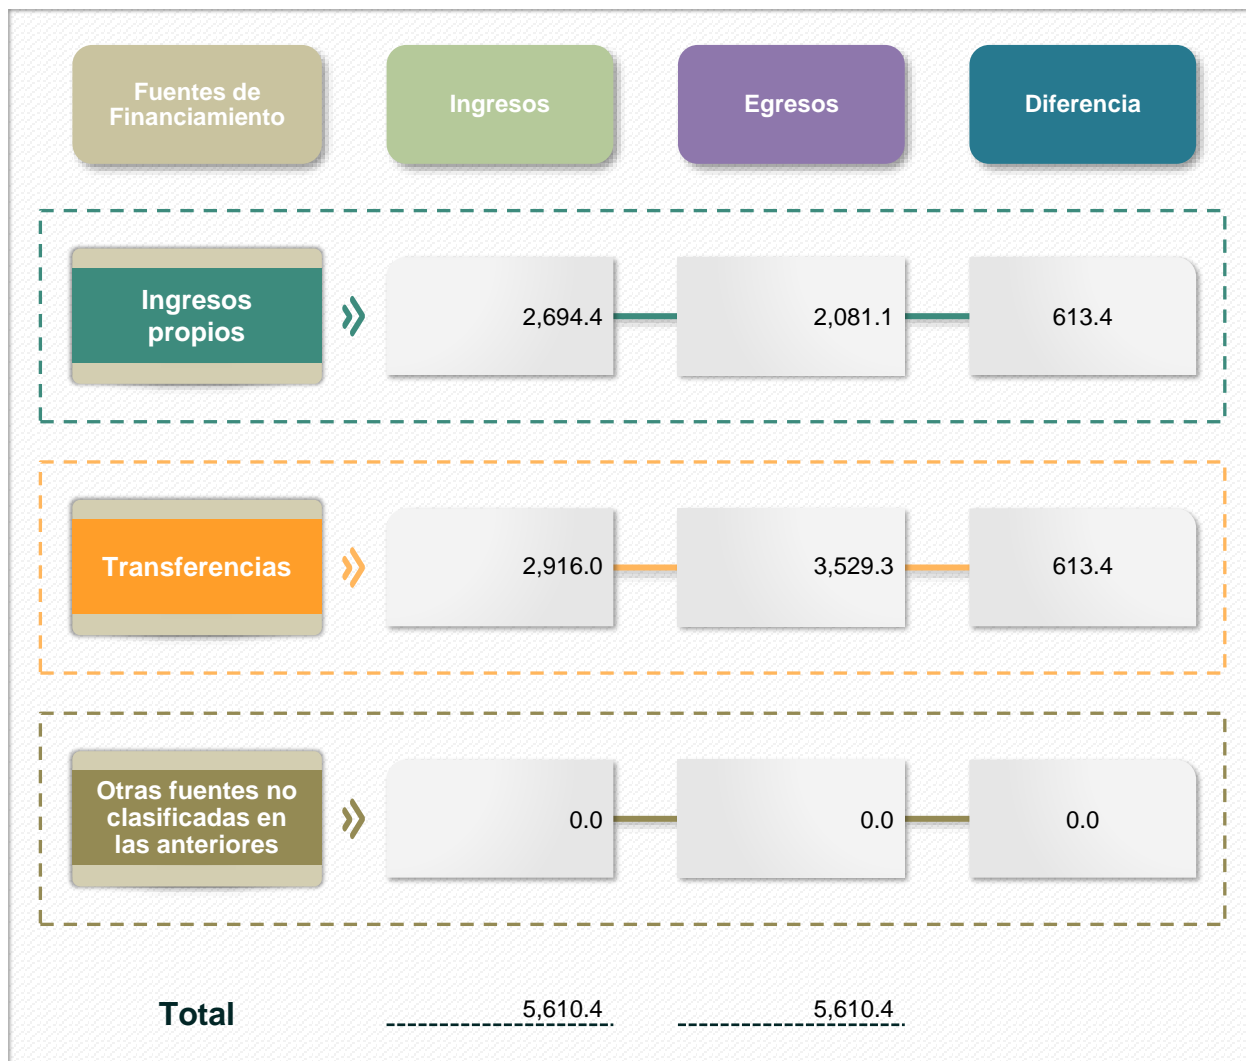 Fuentes de
Financiamiento
Ingresos
Egresos
Diferencia
Ingresos
propios
2,694.4
2,081.1
613.4
Transferencias
2,916.0
3,529.3
613.4
Otras fuentes no
clasificadas en
las anteriores
0.0
0.0
0.0
Total
5,610.4
5,610.4